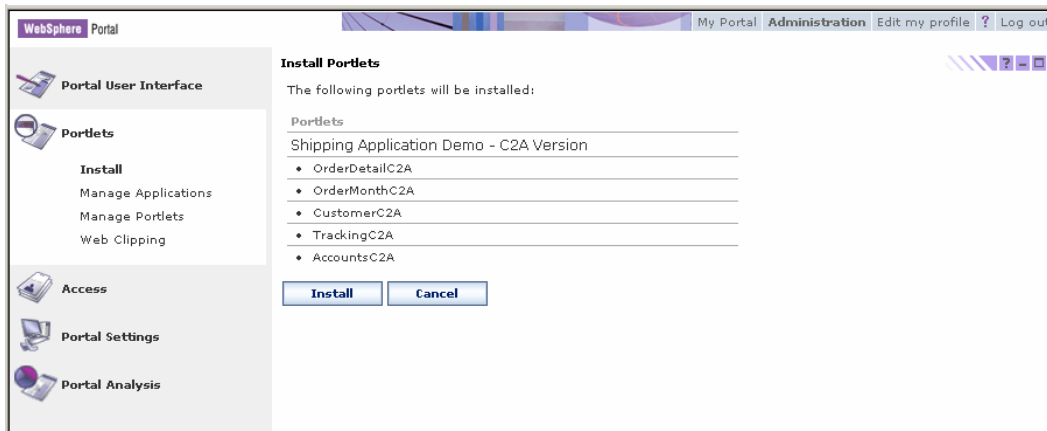 WebSphere Portal
My Portal Administration Edit my profile ? Log out
Portal User Interface
Portlets
Install
Manage Applications
Manage Portlets
Web Clipping
Access
Portal Settings
Portal Analysis
Install Portlets
The following portlets will be installed:
Portlets
Shipping Application Demo - C2A Version
• OrderDetailC2A
• OrderMonthC2A
• CustomerC2A
• TrackingC2A
• AccountsC2A
Install Cancel